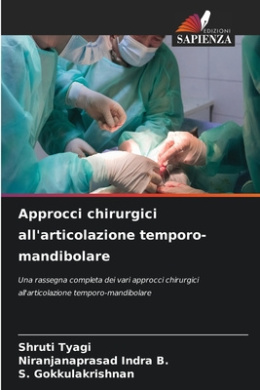 EDIZIONI
SAPIENZA
Approcci chirurgici
all'articolazione temporo-
mandibolare
Una rassegna completa dei vari approcci chirurgici
all'articolazione temporo-mandibolare
Shruti Tyagi
Niranjanaprasad Indra B.
S. Gokkulakrishnan